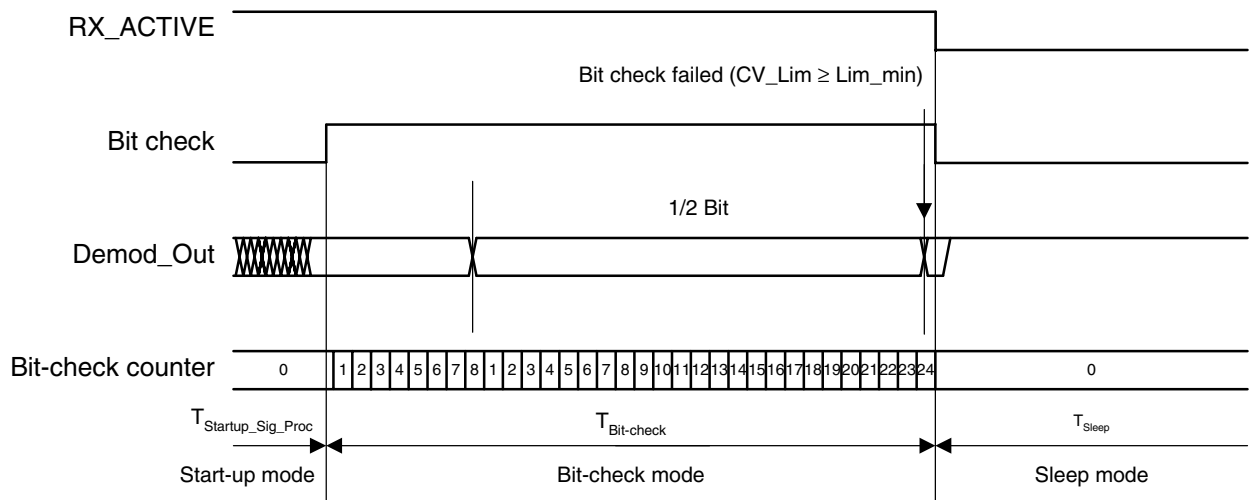 RX_ACTIVE
Bit check failed (CV_Lim ≥ Lim_min)
Bit check
1/2 Bit
Demod_Out
Bit-check counter 0 1 2 3 4 5 6 7 8 1 2 3 4 5 6 7 8 9 10 11 12 13 14 15 16 17 18 19 20 21 22 23 24 0
TStartup_Sig_Proc TBit-check TSleep
Start-up mode Bit-check mode Sleep mode